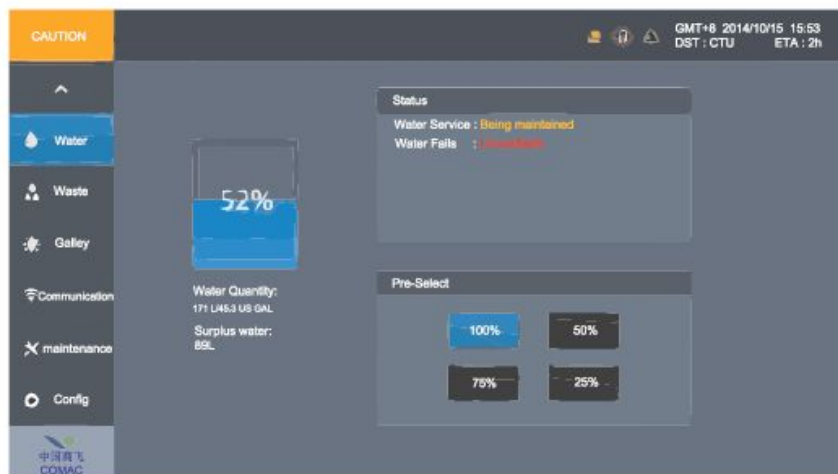 CAUTION
GMT+8 2014/10/15 15:53
DST : CTU ETA : 2h
Water
Waste
Galley
Communication
maintenance
Config
中国商飞
COMAC
52%
Water Quantity:
171 L/45.3 US GAL
Surplus water:
89L
Status
Water Service : Being maintained
Water Fails :
Pre-Select
100%
50%
75%
25%